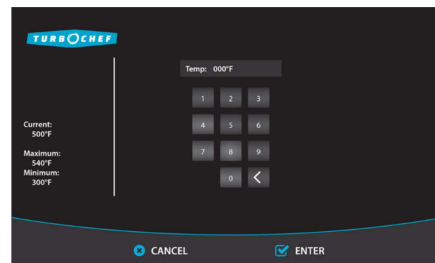 TURBOCHEF
Temp: 000°F
1 2 3
4 5 6
7 8 9
0 <
Current:
500°F
Maximum:
540°F
Minimum:
300°F
CANCEL
ENTER